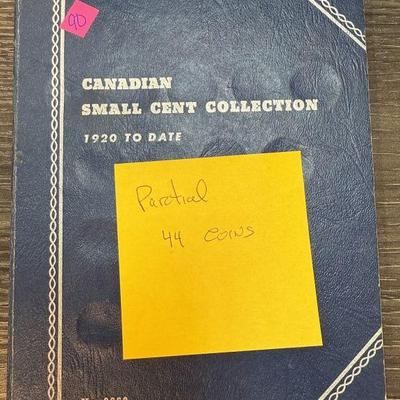 90
CANADIAN
SMALL CENT COLLECTION
1920 TO DATE
Partial
44 coins